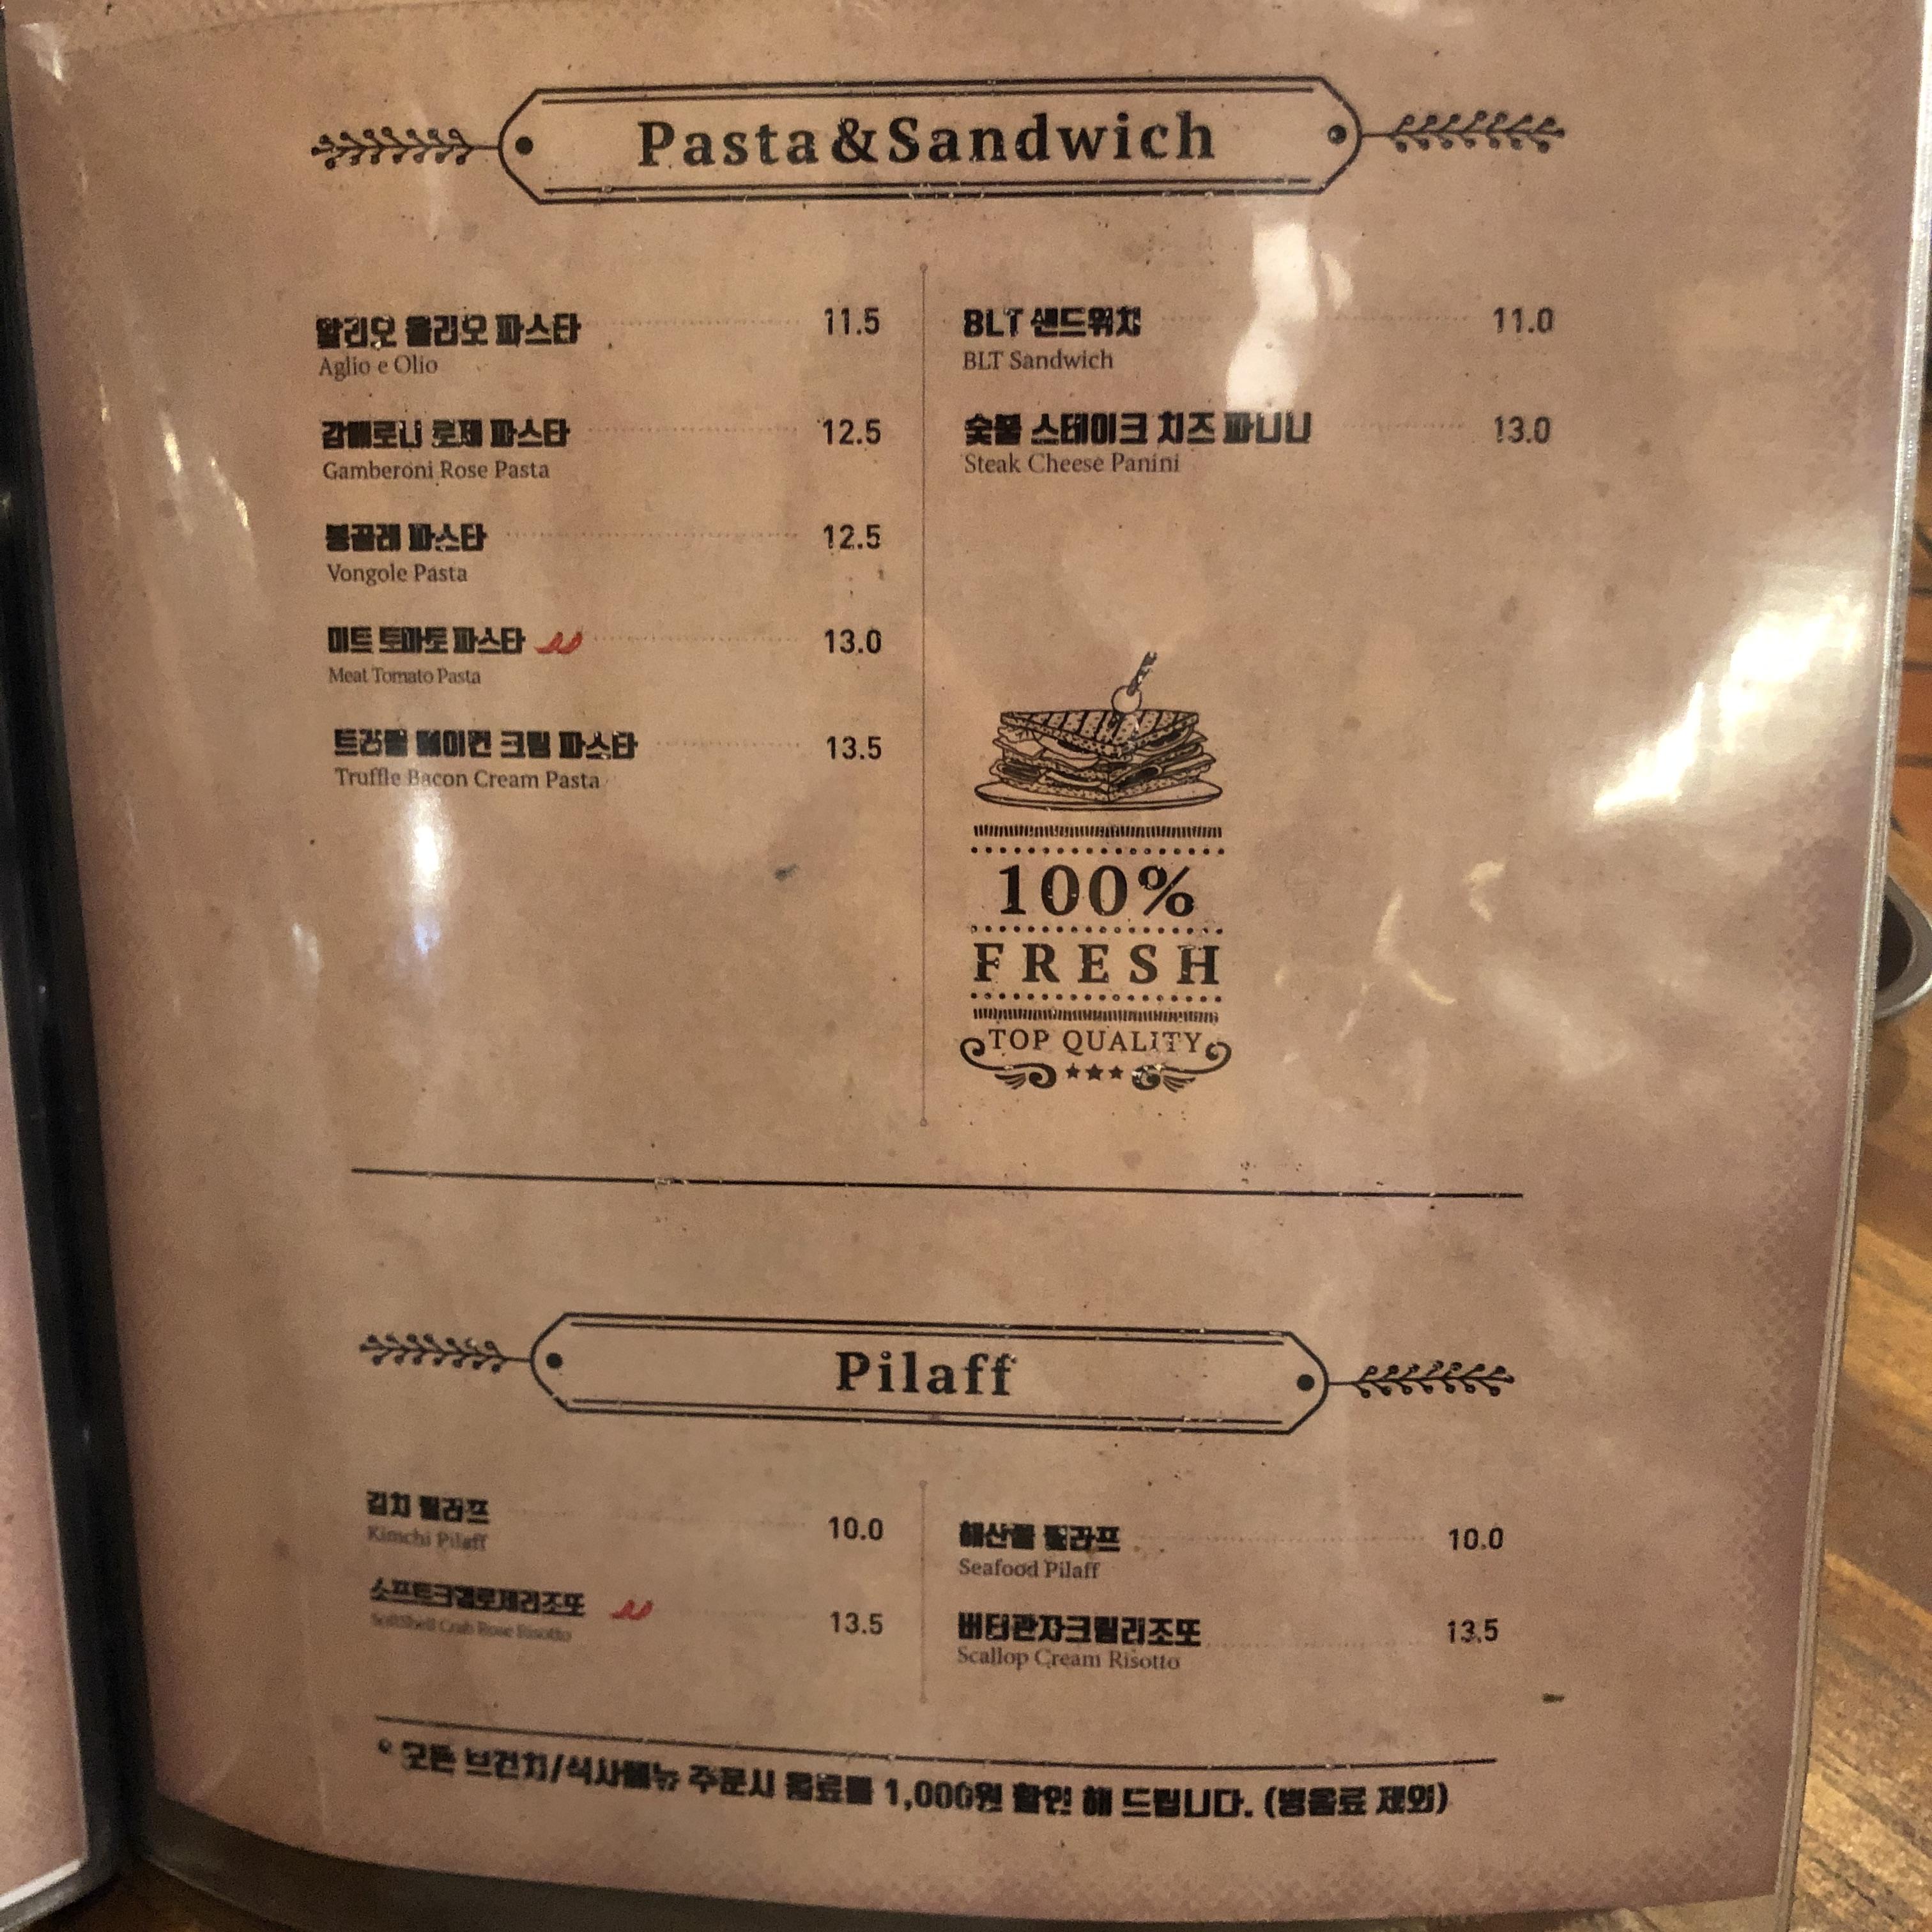 Pasta&Sandwich
알리오 올리오 파스타 11.5
Aglio e Olio
감베로니 로제 파스타 12.5
Gamberoni Rose Pasta
봉골레 파스타 12.5
Vongole Pasta
미트 토마토 파스타 13.0
Meat Tomato Pasta
트러플 베이컨 크림 파스타 13.5
Truffle Bacon Cream Pasta
BLT 샌드위치 11.0
BLT Sandwich
숯불 스테이크 치즈 파니니 13.0
Steak Cheese Panini
100%
FRESH
TOP QUALITY
Pilaff
김치 필라프 10.0
Kimchi Pilaff
소프트크랩로제리조또 13.5
SoftShell Crab Rose Risotto
해산물 필라프 10.0
Seafood Pilaff
버터관자크림리조또 13.5
Scallop Cream Risotto
* 모든 브런치/식사메뉴 주문시 음료를 1,000원 할인 해 드립니다. (병음료 제외)